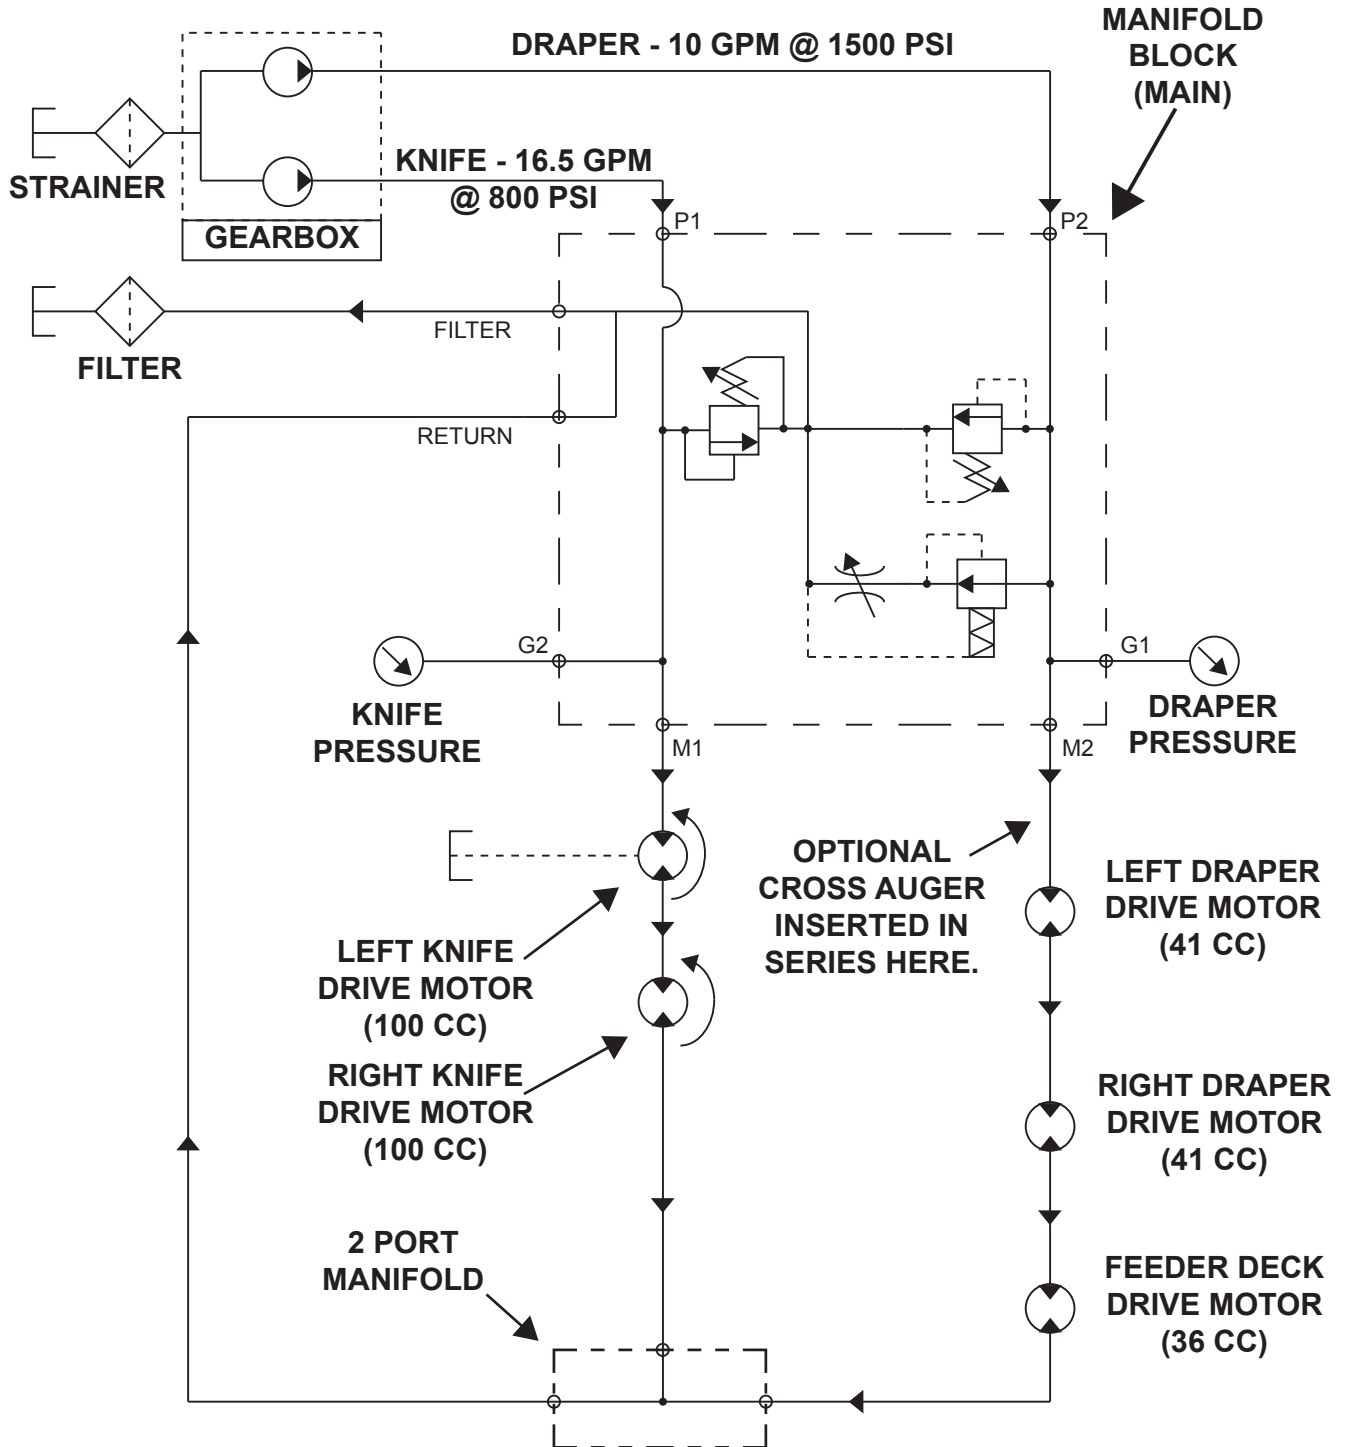 MANIFOLD
BLOCK
(MAIN)
DRAPER - 10 GPM @ 1500 PSI
KNIFE - 16.5 GPM
@ 800 PSI
STRAINER
GEARBOX
P1
P2
FILTER
FILTER
RETURN
G2
G1
KNIFE
PRESSURE
DRAPER
PRESSURE
M1
M2
OPTIONAL
CROSS AUGER
INSERTED IN
SERIES HERE.
LEFT DRAPER
DRIVE MOTOR
(41 CC)
LEFT KNIFE
DRIVE MOTOR
(100 CC)
RIGHT KNIFE
DRIVE MOTOR
(100 CC)
RIGHT DRAPER
DRIVE MOTOR
(41 CC)
2 PORT
MANIFOLD
FEEDER DECK
DRIVE MOTOR
(36 CC)